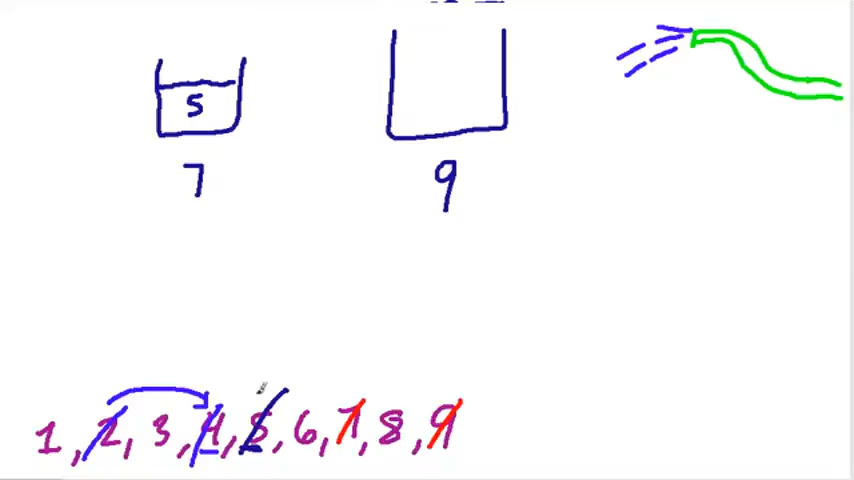 5
7
9
1, 2, 3, 4, 5, 6, 7, 8, 9